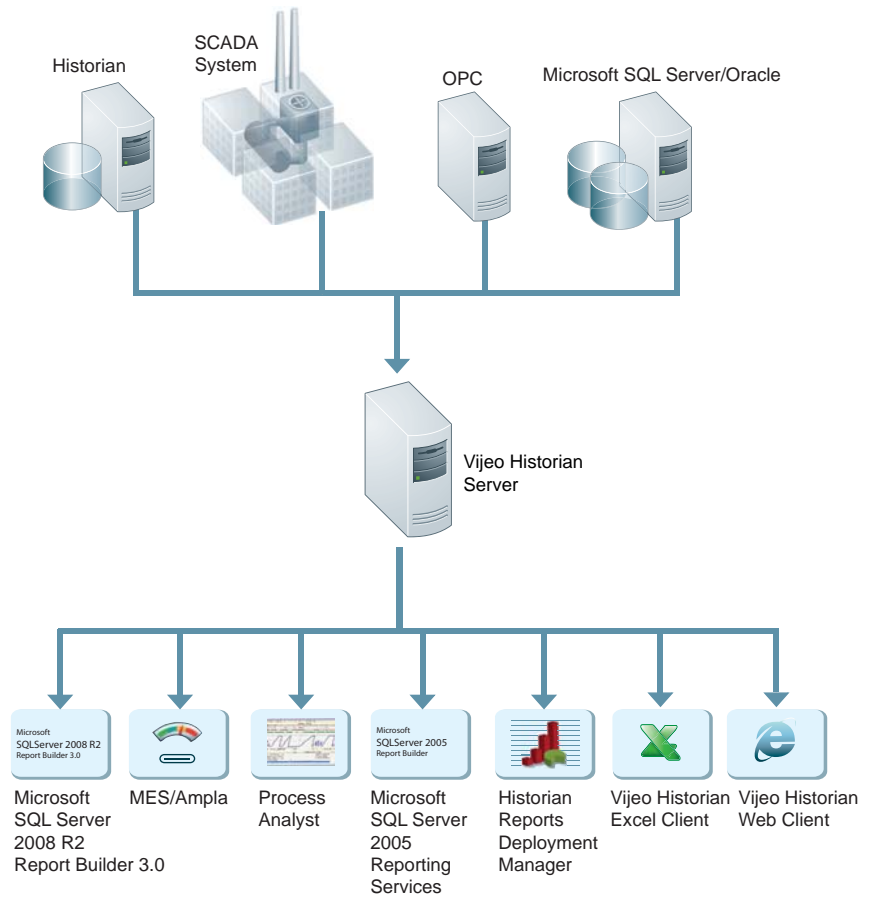 SCADA
System
Historian
OPC
Microsoft SQL Server/Oracle
Vijeo Historian
Server
Microsoft
SQLServer 2008 R2
Report Builder 3.0
Microsoft
SQLServer 2005
Report Builder
Microsoft
SQL Server
2008 R2
Report Builder 3.0
MES/Ampla
Process
Analyst
Microsoft
SQL Server
2005
Reporting
Services
Historian
Reports
Deployment
Manager
Vijeo Historian
Excel Client
Vijeo Historian
Web Client